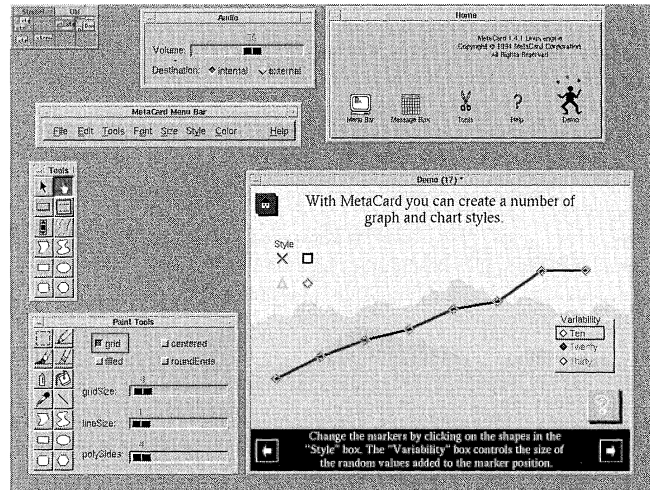 Audio
Volume:
Destination: internal external
Home
MetaCard 1.4.1 Linux engine
Copyright © 1994 MetaCard Corporation
All Rights Reserved
Menu Bar Message Box Tools Help Demo
MetaCard Menu Bar
File Edit Tools Font Size Style Color Help
Tools
Demo (17) *
With MetaCard you can create a number of
graph and chart styles.
Style
Variability
Ten
Twenty
Thirty
Paint Tools
grid centered
filled roundEnds
gridSize:
lineSize:
polySides:
Change the markers by clicking on the shapes in the
"Style" box. The "Variability" box controls the size of
the random values added to the marker position.